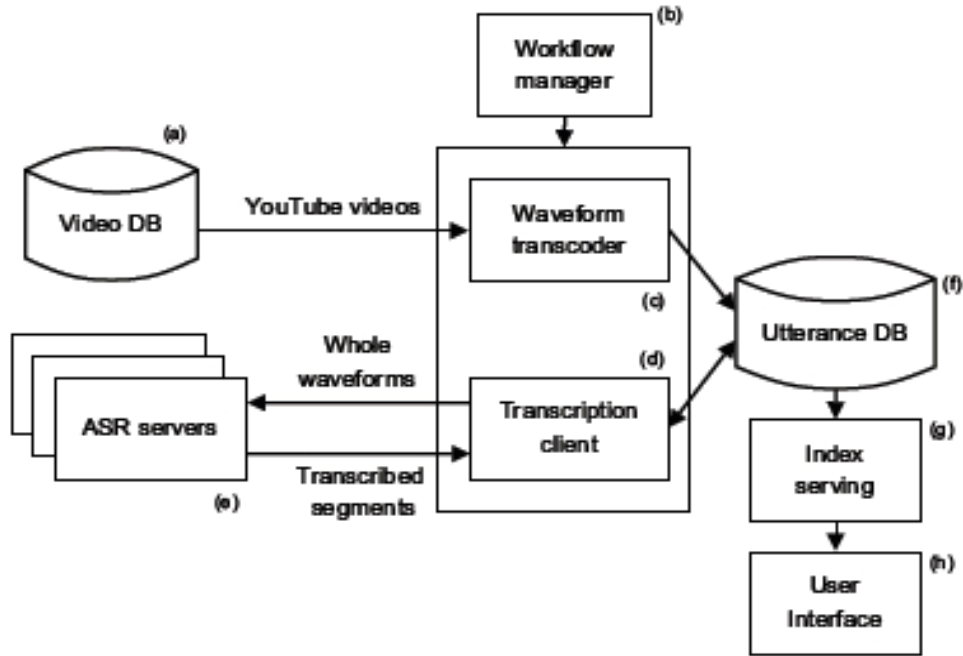 (b)
Workflow
manager
(a)
Video DB
YouTube videos
Waveform
transcoder
(c)
(f)
Utterance DB
Whole
waveforms
(d)
ASR servers
Transcription
client
(e)
Transcribed
segments
(g)
Index
serving
(h)
User
Interface